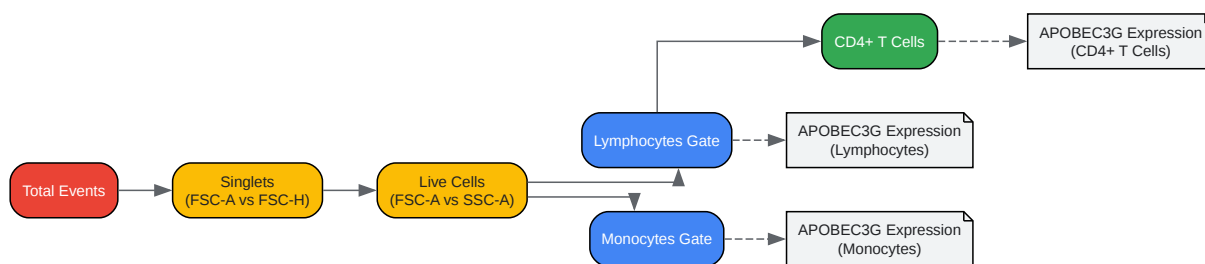 Total Events
Singlets
(FSC-A vs FSC-H)
Live Cells
(FSC-A vs SSC-A)
Lymphocytes Gate
Monocytes Gate
CD4+ T Cells
APOBEC3G Expression
(CD4+ T Cells)
APOBEC3G Expression
(Lymphocytes)
APOBEC3G Expression
(Monocytes)